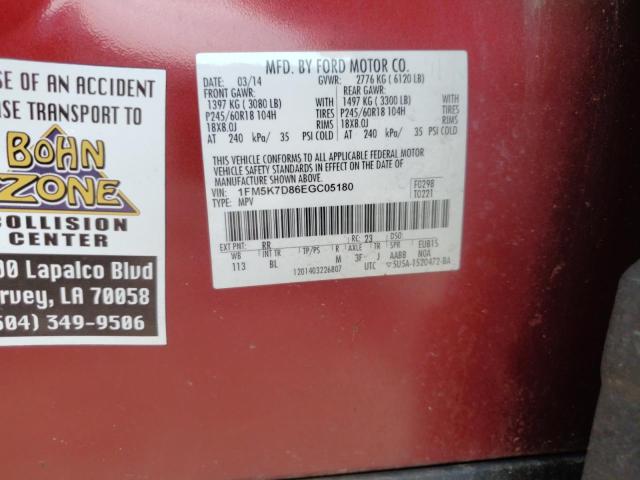 SE OF AN ACCIDENT
ASE TRANSPORT TO
BOHN
ZONE
COLLISION
CENTER
00 Lapalco Blvd
arvey, LA 70058
504) 349-9506
MFD. BY FORD MOTOR CO.
DATE: 03/14 GVWR: 2776 KG ( 6120 LB)
FRONT GAWR: REAR GAWR:
1397 KG ( 3080 LB) WITH 1497 KG ( 3300 LB) WITH
P245/60R18 104H TIRES P245/60R18 104H TIRES
18X8.0J RIMS 18X8.0J RIMS
AT 240 kPa/ 35 PSI COLD AT 240 kPa/ 35 PSI COLD
THIS VEHICLE CONFORMS TO ALL APPLICABLE FEDERAL MOTOR
VEHICLE SAFETY STANDARDS IN EFFECT ON THE DATE OF
MANUFACTURE SHOWN ABOVE.
VIN: 1FM5K7D86EGC05180 F0298
TYPE: MPV T0221
EXT PNT: RR RC: 23 DSO:
WB INT TR TP/PS R AXLE TR SPR EUB15
113 BL M 3F J AABB NOA
1201403226807 UTC 5U5A-1520472-BA